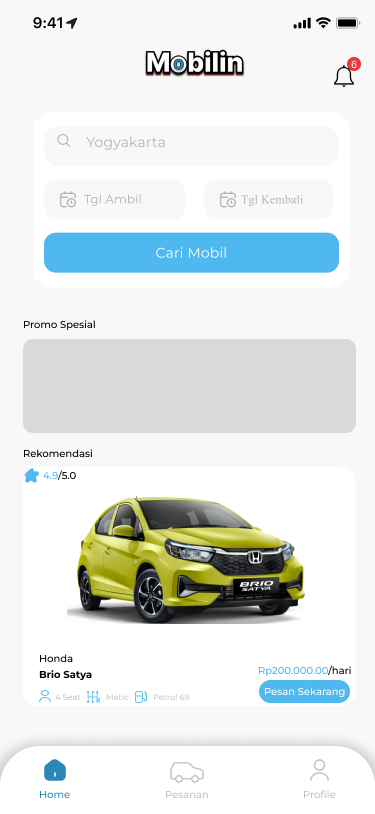 9:41
Mobilin
6
Yogyakarta
Tgl Ambil
Tgl Kembali
Cari Mobil
Promo Spesial
Rekomendasi
4.9/5.0
BRIO
SATYA
Honda
Brio Satya
Rp200.000.00/hari
4 Seat
Matic
Petrol 69
Pesan Sekarang
Home
Pesanan
Profile